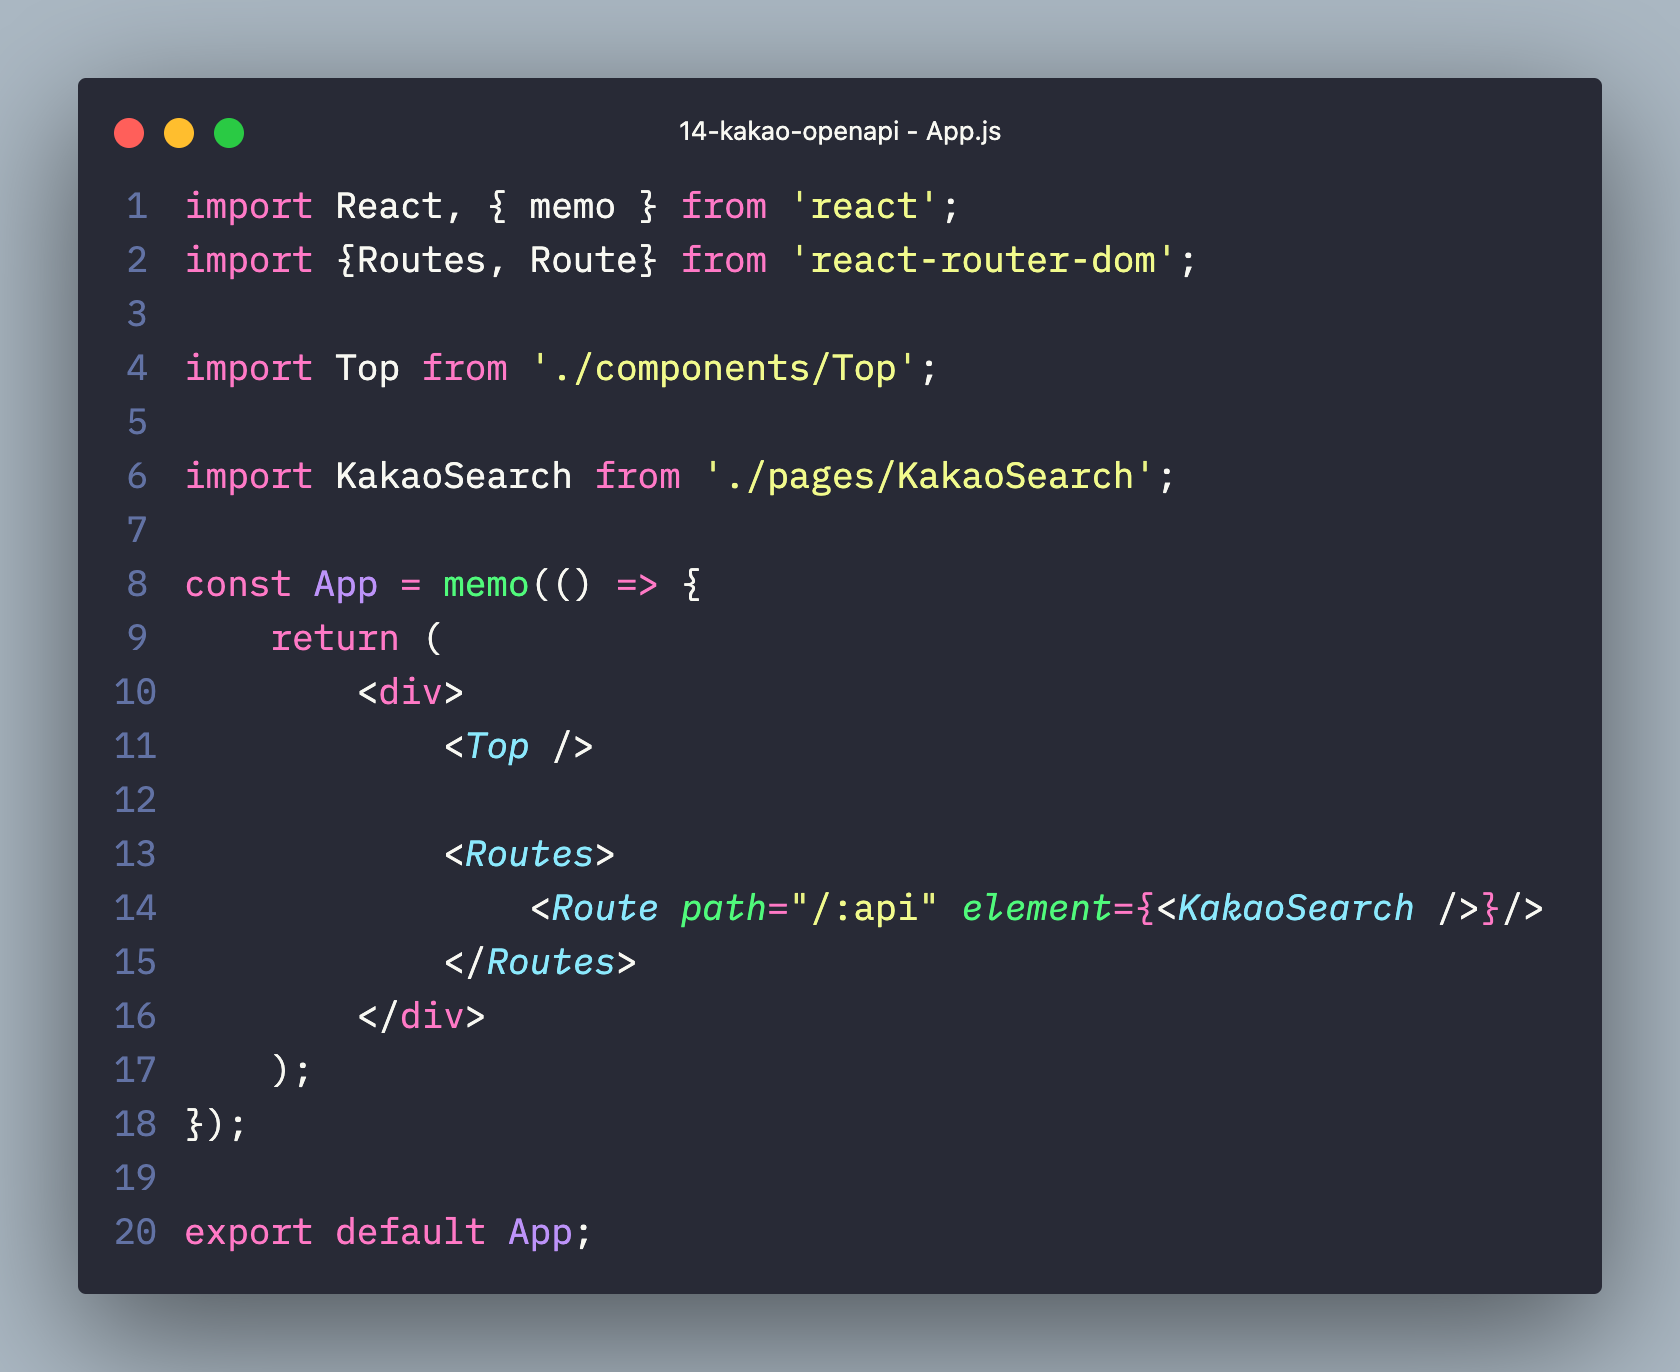 14-kakao-openapi - App.js
1 import React, { memo } from 'react';
2 import {Routes, Route} from 'react-router-dom';
3
4 import Top from './components/Top';
5
6 import KakaoSearch from './pages/KakaoSearch';
7
8 const App = memo(() => {
9     return (
10         <div>
11             <Top />
12
13             <Routes>
14                 <Route path="/:api" element={<KakaoSearch />}/>
15             </Routes>
16         </div>
17     );
18 });
19
20 export default App;